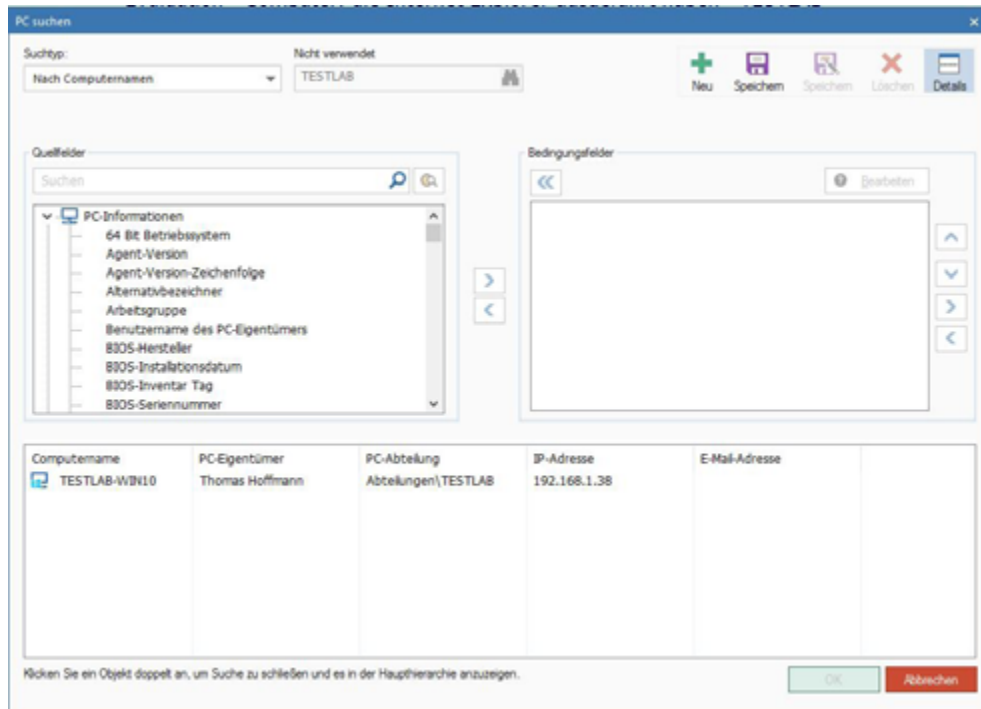 PC suchen
Suchtyp:
Nicht verwendet
Nach Computernamen
TESTLAB
Neu
Speichern
Speichern
Löschen
Details
Quellfelder
Bedingungsfelder
Suchen
Bearbeiten
PC-Informationen
64 Bit Betriebssystem
Agent-Version
Agent-Version-Zeichenfolge
Alternativbezeichner
Arbeitsgruppe
Benutzername des PC-Eigentümers
BIOS-Hersteller
BIOS-Installationsdatum
BIOS-Inventar Tag
BIOS-Seriennummer
Computername PC-Eigentümer PC-Abteilung IP-Adresse E-Mail-Adresse
TESTLAB-WIN10 Thomas Hoffmann Abteilungen\TESTLAB 192.168.1.38
Klicken Sie ein Objekt doppelt an, um Suche zu schließen und es in der Haupthierarchie anzuzeigen.
OK
Abbrechen